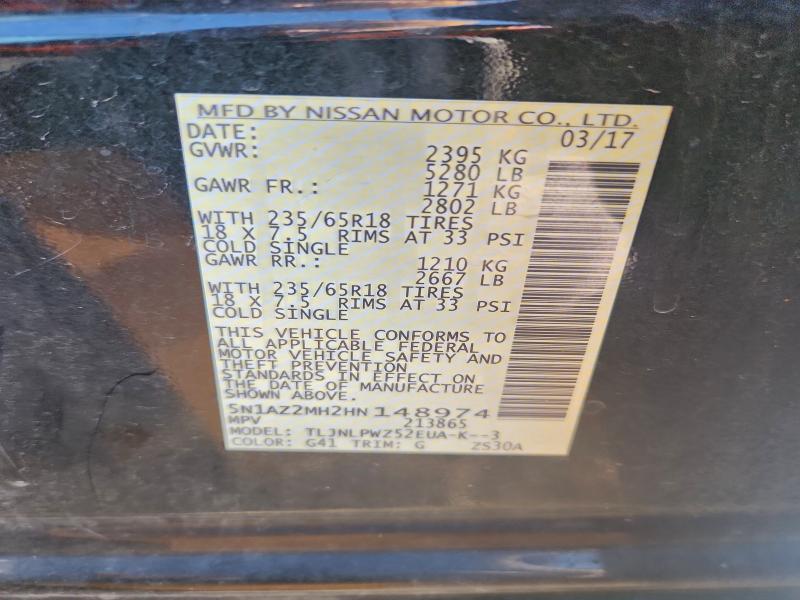 MFD BY NISSAN MOTOR CO., LTD.
DATE: 03/17
GVWR: 2395 KG
5280 LB
GAWR FR.: 1271 KG
2802 LB
WITH 235/65R18 TIRES
18 X 7.5 RIMS AT 33 PSI
COLD SINGLE
GAWR RR.: 1210 KG
2667 LB
WITH 235/65R18 TIRES
18 X 7.5 RIMS AT 33 PSI
COLD SINGLE
THIS VEHICLE CONFORMS TO
ALL APPLICABLE FEDERAL
MOTOR VEHICLE SAFETY AND
THEFT PREVENTION
STANDARDS IN EFFECT ON
THE DATE OF MANUFACTURE
SHOWN ABOVE.
5N1AZ2MH2HN148974
MPV 213865
MODEL: TLJNLPWZ52EUA-K--3
COLOR: G41 TRIM: G ZS30A